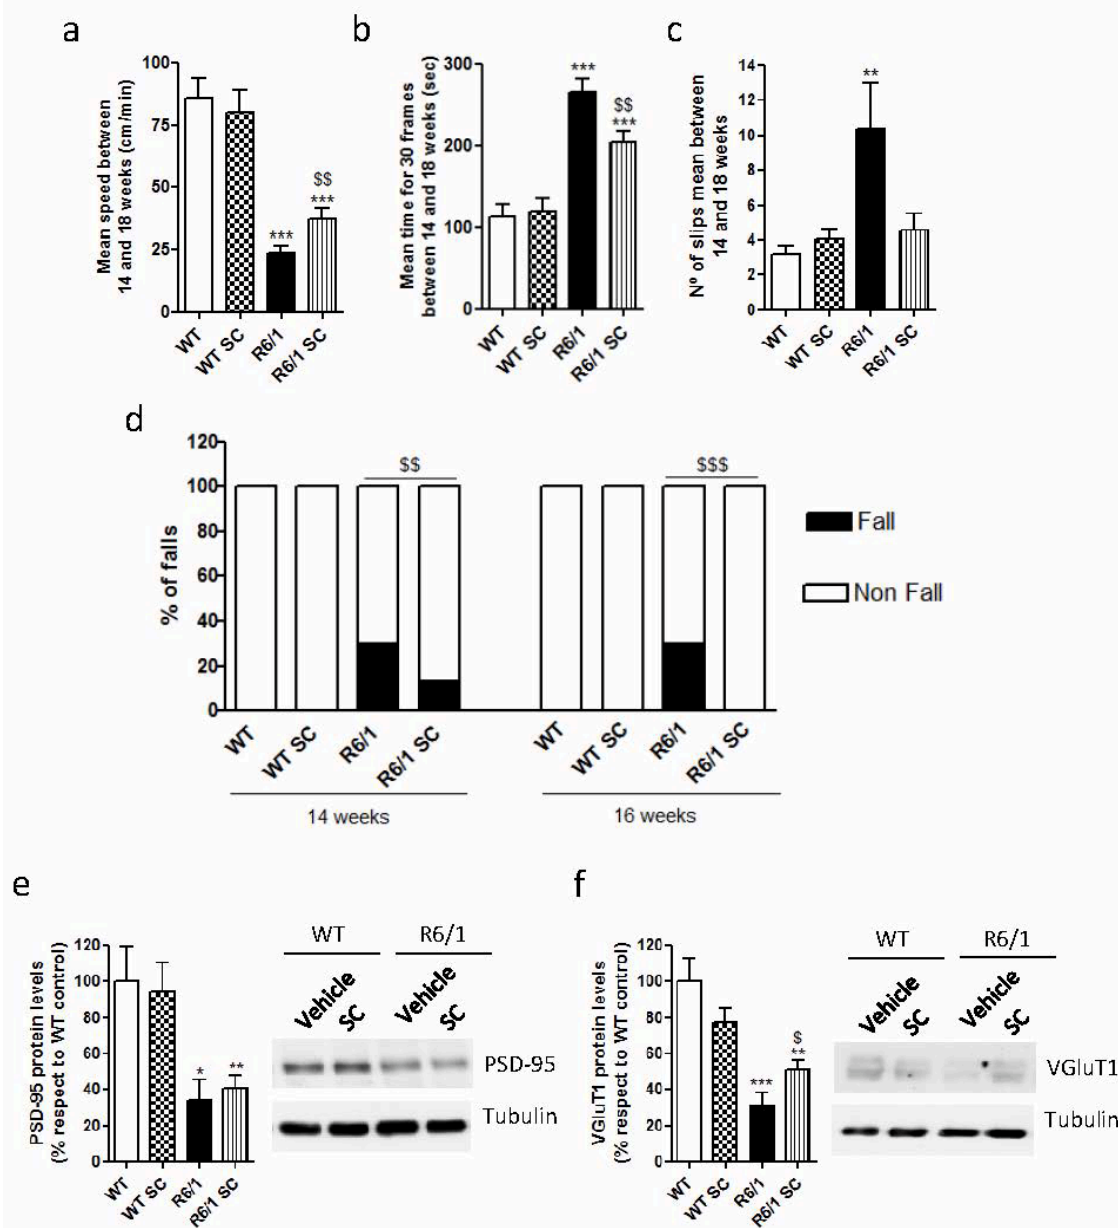 a
Mean speed between
14 and 18 weeks (cm/min)
100
75
50
25
0
***
$$
***
WT
WT SC
R6/1
R6/1 SC
b
Mean time for 30 frames
between 14 and 18 weeks (sec)
300
200
100
0
***
$$
***
WT
WT SC
R6/1
R6/1 SC
c
Nº of slips mean between
14 and 18 weeks
14
12
10
8
6
4
2
0
**
WT
WT SC
R6/1
R6/1 SC
d
% of falls
120
100
80
60
40
20
0
$$
$$$
WT
WT SC
R6/1
R6/1 SC
WT
WT SC
R6/1
R6/1 SC
14 weeks
16 weeks
Fall
Non Fall
e
PSD-95 protein levels
(% respect to WT control)
120
100
80
60
40
20
0
*
**
WT
WT SC
R6/1
R6/1 SC
WT
R6/1
Vehicle
SC
Vehicle
SC
PSD-95
Tubulin
f
VGluT1 protein levels
(% respect to WT control)
120
100
80
60
40
20
0
***
$
**
WT
WT SC
R6/1
R6/1 SC
WT
R6/1
Vehicle
SC
Vehicle
SC
VGluT1
Tubulin